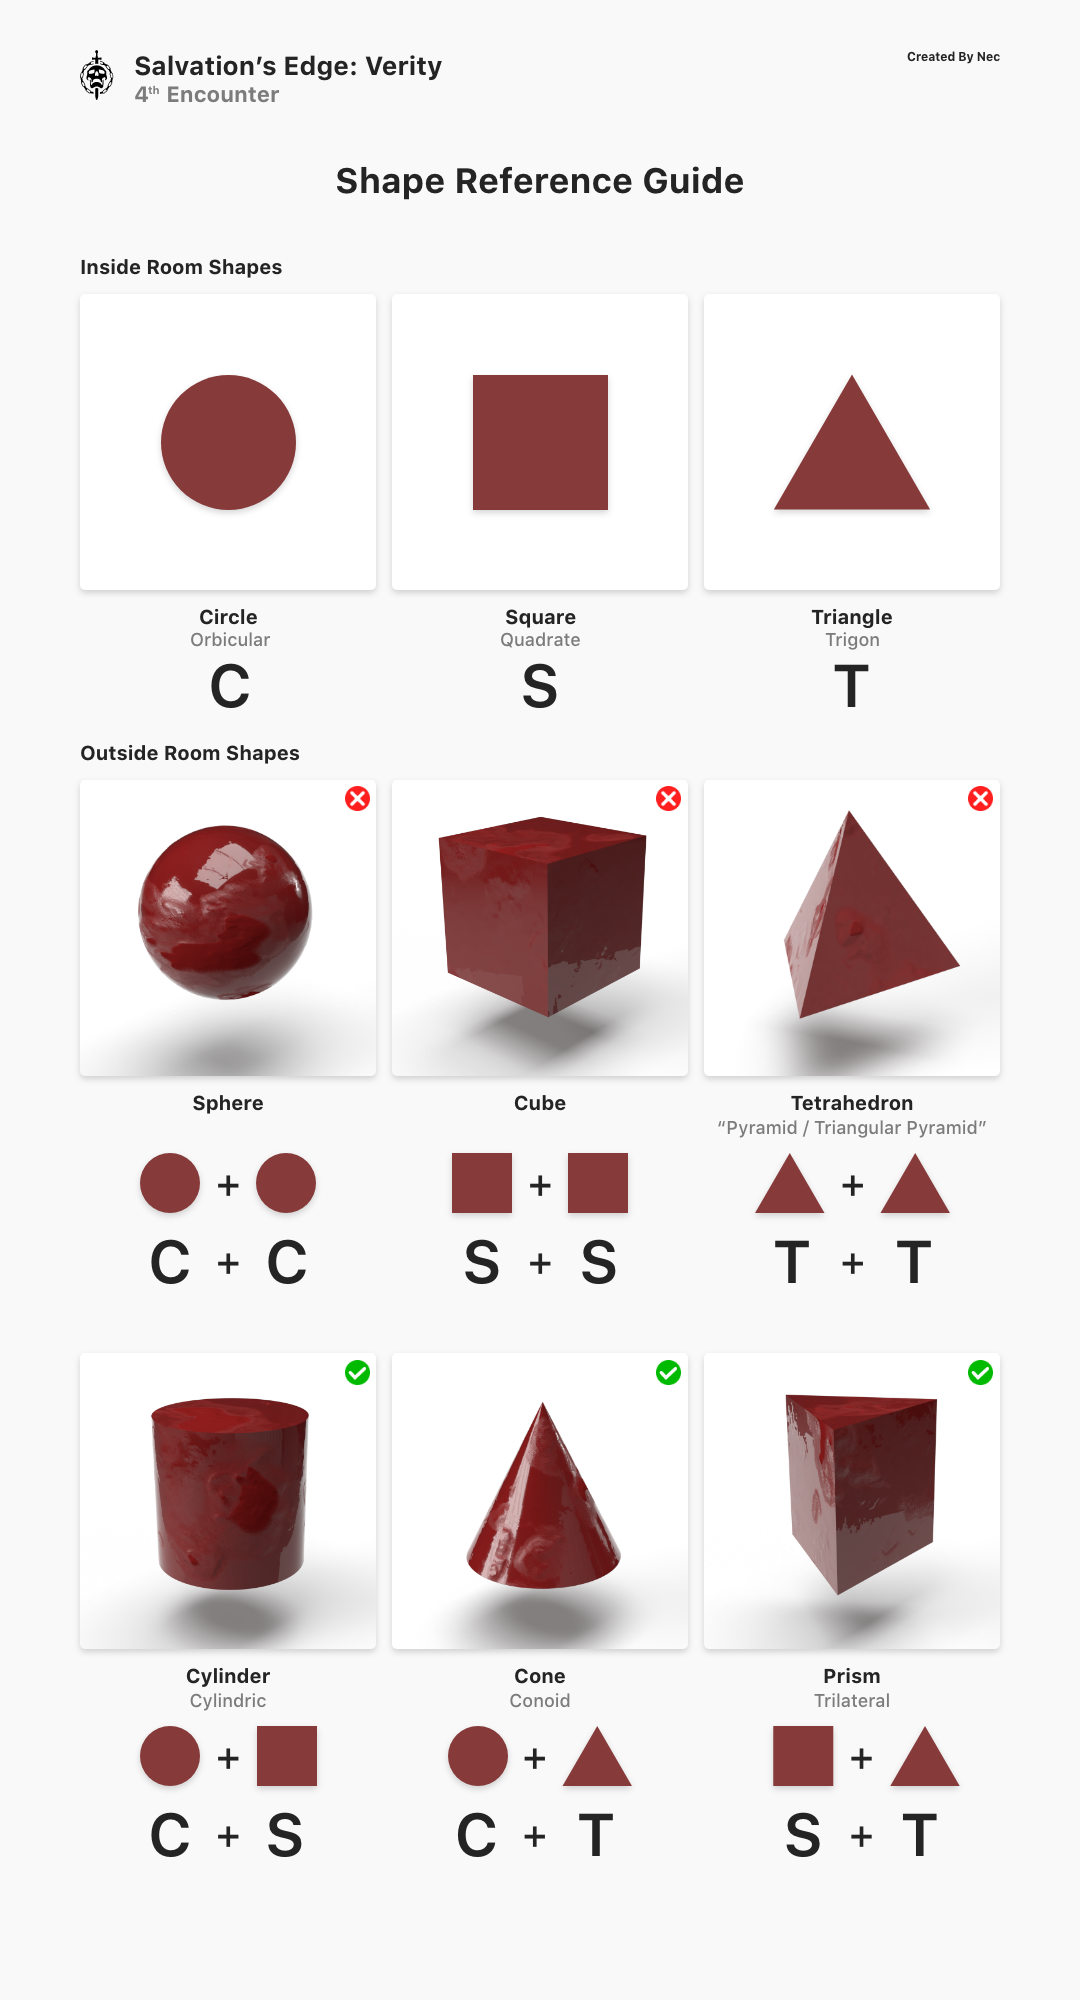 Salvation’s Edge: Verity
4th Encounter
Created By Nec
Shape Reference Guide
Inside Room Shapes
Circle
Orbicular
C
Square
Quadrate
S
Triangle
Trigon
T
Outside Room Shapes
Sphere
+
C + C
Cube
+
S + S
Tetrahedron
“Pyramid / Triangular Pyramid”
+
T + T
Cylinder
Cylindric
+
C + S
Cone
Conoid
+
C + T
Prism
Trilateral
+
S + T